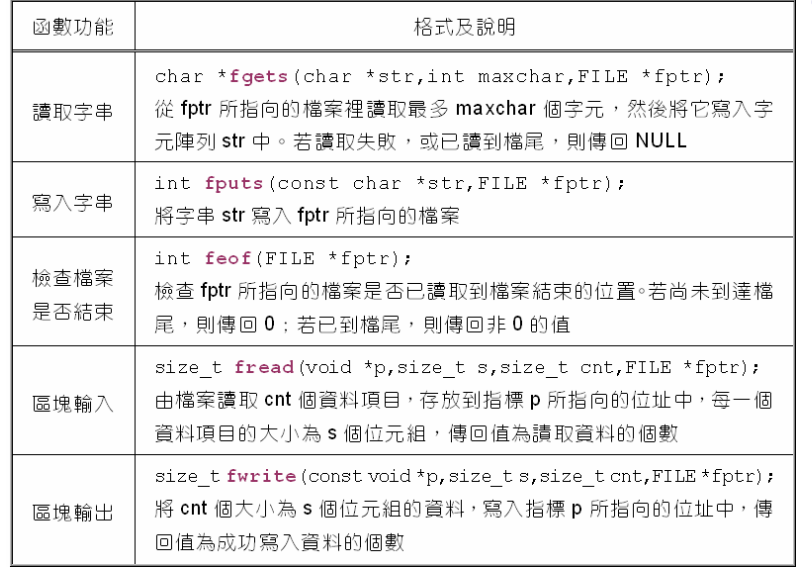 函數功能 格式及說明
讀取字串
char *fgets(char *str,int maxchar,FILE *fptr);
從 fptr 所指向的檔案裡讀取最多 maxchar 個字元，然後將它寫入字
元陣列 str 中。若讀取失敗，或已讀到檔尾，則傳回 NULL
寫入字串
int fputs(const char *str,FILE *fptr);
將字串 str 寫入 fptr 所指向的檔案
檢查檔案
是否結束
int feof(FILE *fptr);
檢查 fptr 所指向的檔案是否已讀取到檔案結束的位置。若尚未到達檔
尾，則傳回 0；若已到檔尾，則傳回非 0 的值
區塊輸入
size_t fread(void *p,size_t s,size_t cnt,FILE *fptr);
由檔案讀取 cnt 個資料項目，存放到指標 p 所指向的位址中，每一個
資料項目的大小為 s 個位元組，傳回值為讀取資料的個數
區塊輸出
size_t fwrite(const void *p,size_t s,size_t cnt,FILE *fptr);
將 cnt 個大小為 s 個位元組的資料，寫入指標 p 所指向的位址中，傳
回值為成功寫入資料的個數